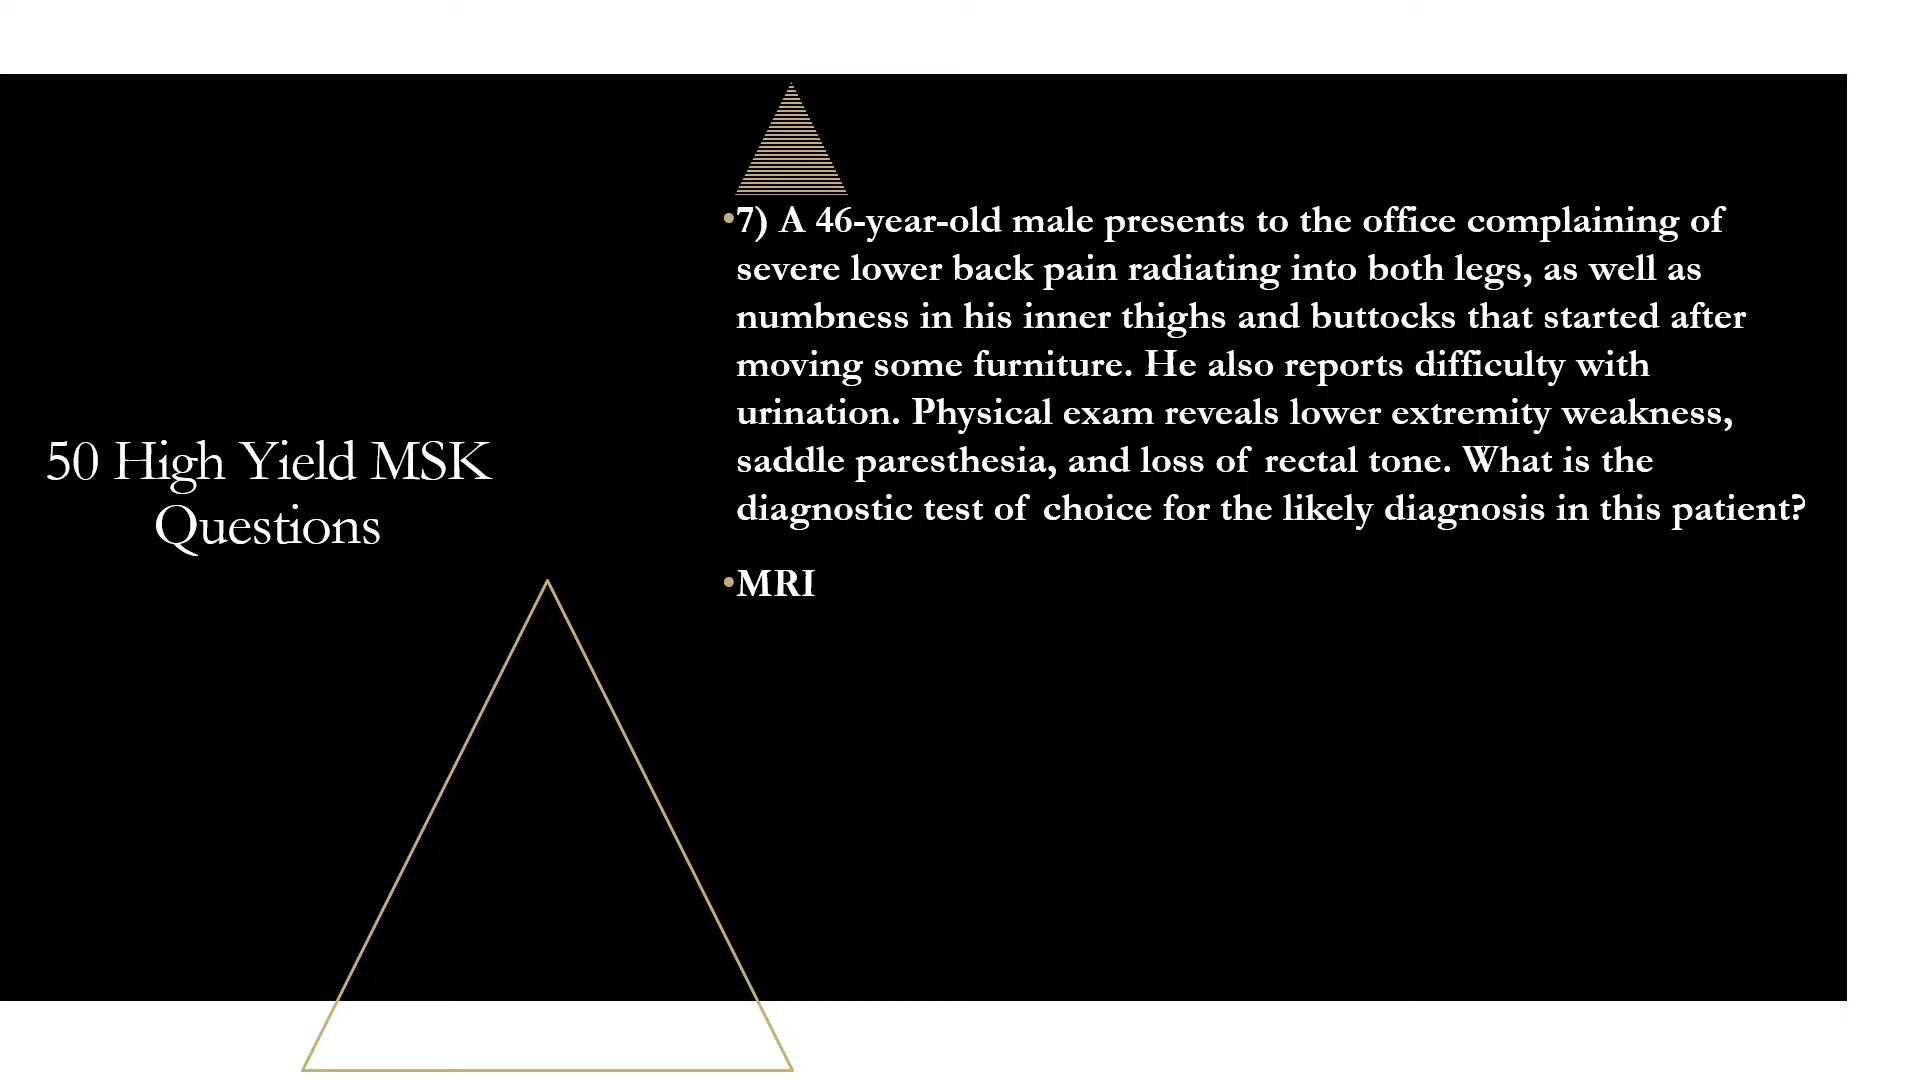 50 High Yield MSK
Questions
•7) A 46-year-old male presents to the office complaining of
severe lower back pain radiating into both legs, as well as
numbness in his inner thighs and buttocks that started after
moving some furniture. He also reports difficulty with
urination. Physical exam reveals lower extremity weakness,
saddle paresthesia, and loss of rectal tone. What is the
diagnostic test of choice for the likely diagnosis in this patient?
•MRI